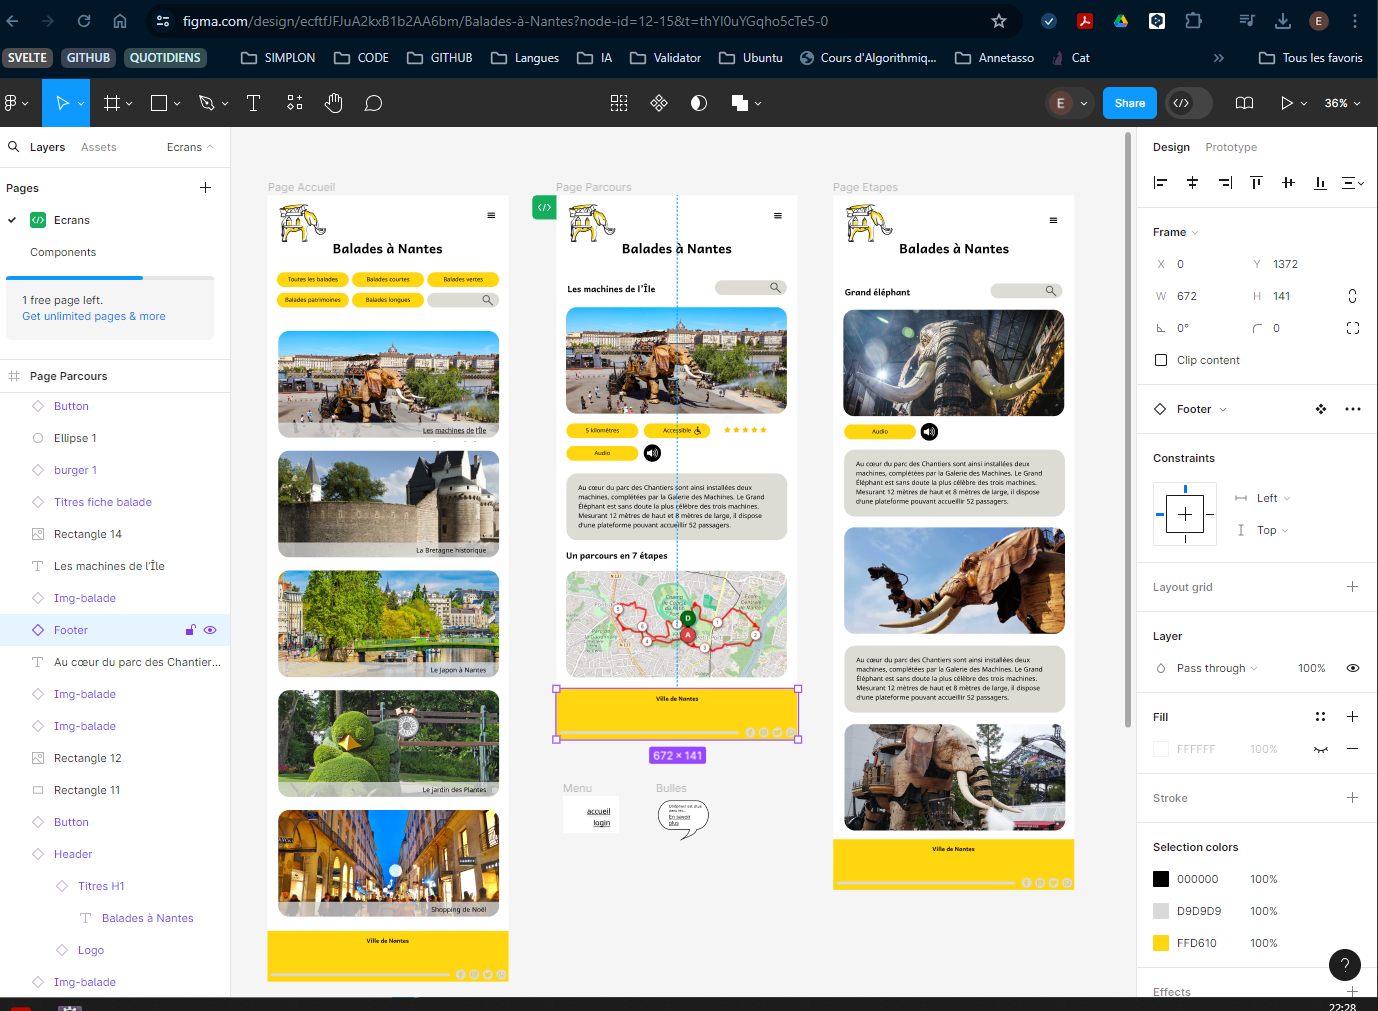 figma.com/design/ecftfJFJuA2kxB1b2AA6bm/Balades-à-Nantes?node-id=12-15&t=thYI0uYGqho5cTe5-0
E
SVELTE
GITHUB
QUOTIDIENS
SIMPLON
CODE
GITHUB
Langues
IA
Validator
Ubuntu
Cours d'Algorithmiq...
Annetasso
Cat
Tous les favoris
E
Share
36%
Layers
Assets
Ecrans
Pages
Ecrans
Components
1 free page left.
Get unlimited pages & more
Page Parcours
Button
Ellipse 1
burger 1
Titres fiche balade
Rectangle 14
Les machines de l'Île
Img-balade
Footer
Au cœur du parc des Chantier...
Img-balade
Img-balade
Rectangle 12
Rectangle 11
Button
Header
Titres H1
Balades à Nantes
Logo
Img-balade
Page Accueil
Balades à Nantes
Toutes les balades
Balades courtes
Balades vertes
Balades patrimoines
Balades longues
Les machines de l'Île
La Bretagne historique
Le Japon à Nantes
Le jardin des Plantes
Shopping de Noël
Ville de Nantes
Page Parcours
Balades à Nantes
Les machines de l'Île
5 kilomètres
Accessible
Audio
Au cœur du parc des Chantiers sont ainsi installées deux
machines, complétées par la Galerie des Machines. Le Grand
Éléphant est sans doute la plus célèbre des trois machines.
Mesurant 12 mètres de haut et 8 mètres de large, il dispose
d'une plateforme pouvant accueillir 52 passagers.
Un parcours en 7 étapes
D
A
Ville de Nantes
672 × 141
Menu
accueil
login
Bulles
En savoir
plus
Page Etapes
Balades à Nantes
Grand éléphant
Audio
Au cœur du parc des Chantiers sont ainsi installées deux
machines, complétées par la Galerie des Machines. Le Grand
Éléphant est sans doute la plus célèbre des trois machines.
Mesurant 12 mètres de haut et 8 mètres de large, il dispose
d'une plateforme pouvant accueillir 52 passagers.
Au cœur du parc des Chantiers sont ainsi installées deux
machines, complétées par la Galerie des Machines. Le Grand
Éléphant est sans doute la plus célèbre des trois machines.
Mesurant 12 mètres de haut et 8 mètres de large, il dispose
d'une plateforme pouvant accueillir 52 passagers.
Ville de Nantes
Design
Prototype
Frame
X 0 Y 1372
W 672 H 141
0° 0
Clip content
Footer
Constraints
Left
Top
Layout grid
Layer
Pass through 100%
Fill
FFFFFF 100%
Stroke
Selection colors
000000 100%
D9D9D9 100%
FFD610 100%
Effects
?
22:28